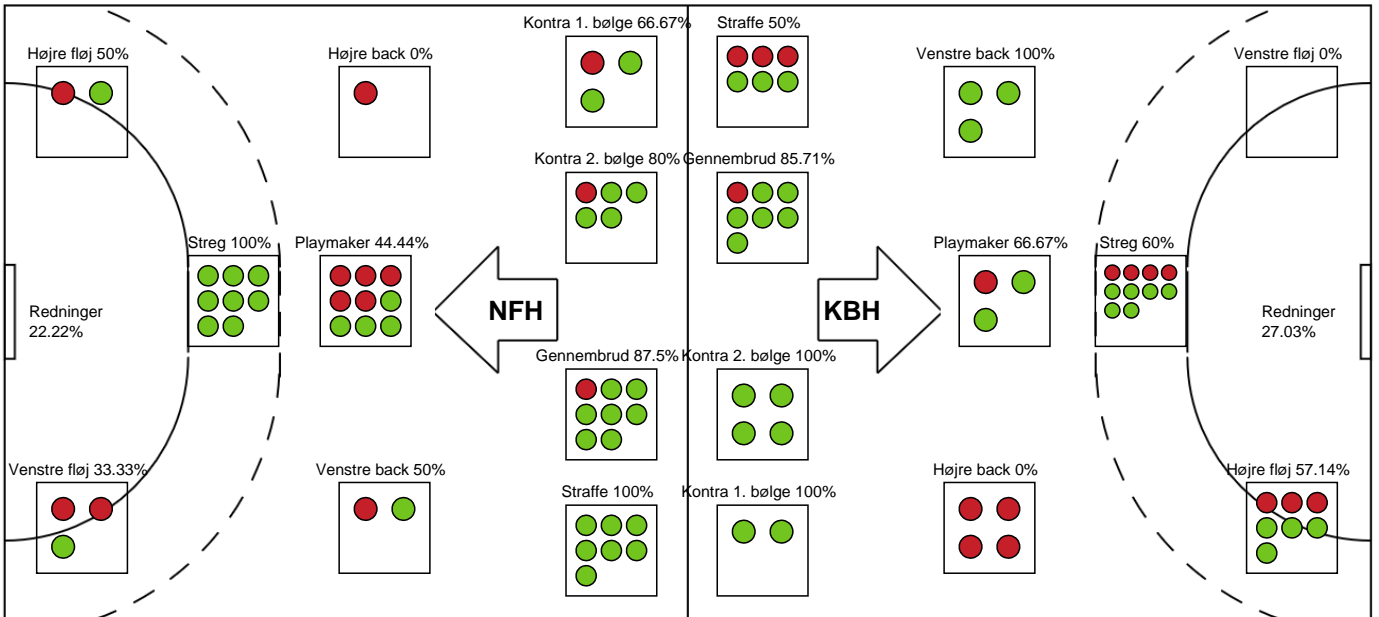 Kontra 1. bølge 66.67%
Straffe 50%
Højre fløj 50%
Højre back 0%
Venstre back 100%
Venstre fløj 0%
Kontra 2. bølge 80%
Gennembrud 85.71%
Streg 100%
Playmaker 44.44%
Playmaker 66.67%
Streg 60%
Redninger
22.22%
NFH
KBH
Redninger
27.03%
Gennembrud 87.5%
Kontra 2. bølge 100%
Venstre fløj 33.33%
Venstre back 50%
Straffe 100%
Kontra 1. bølge 100%
Højre back 0%
Højre fløj 57.14%